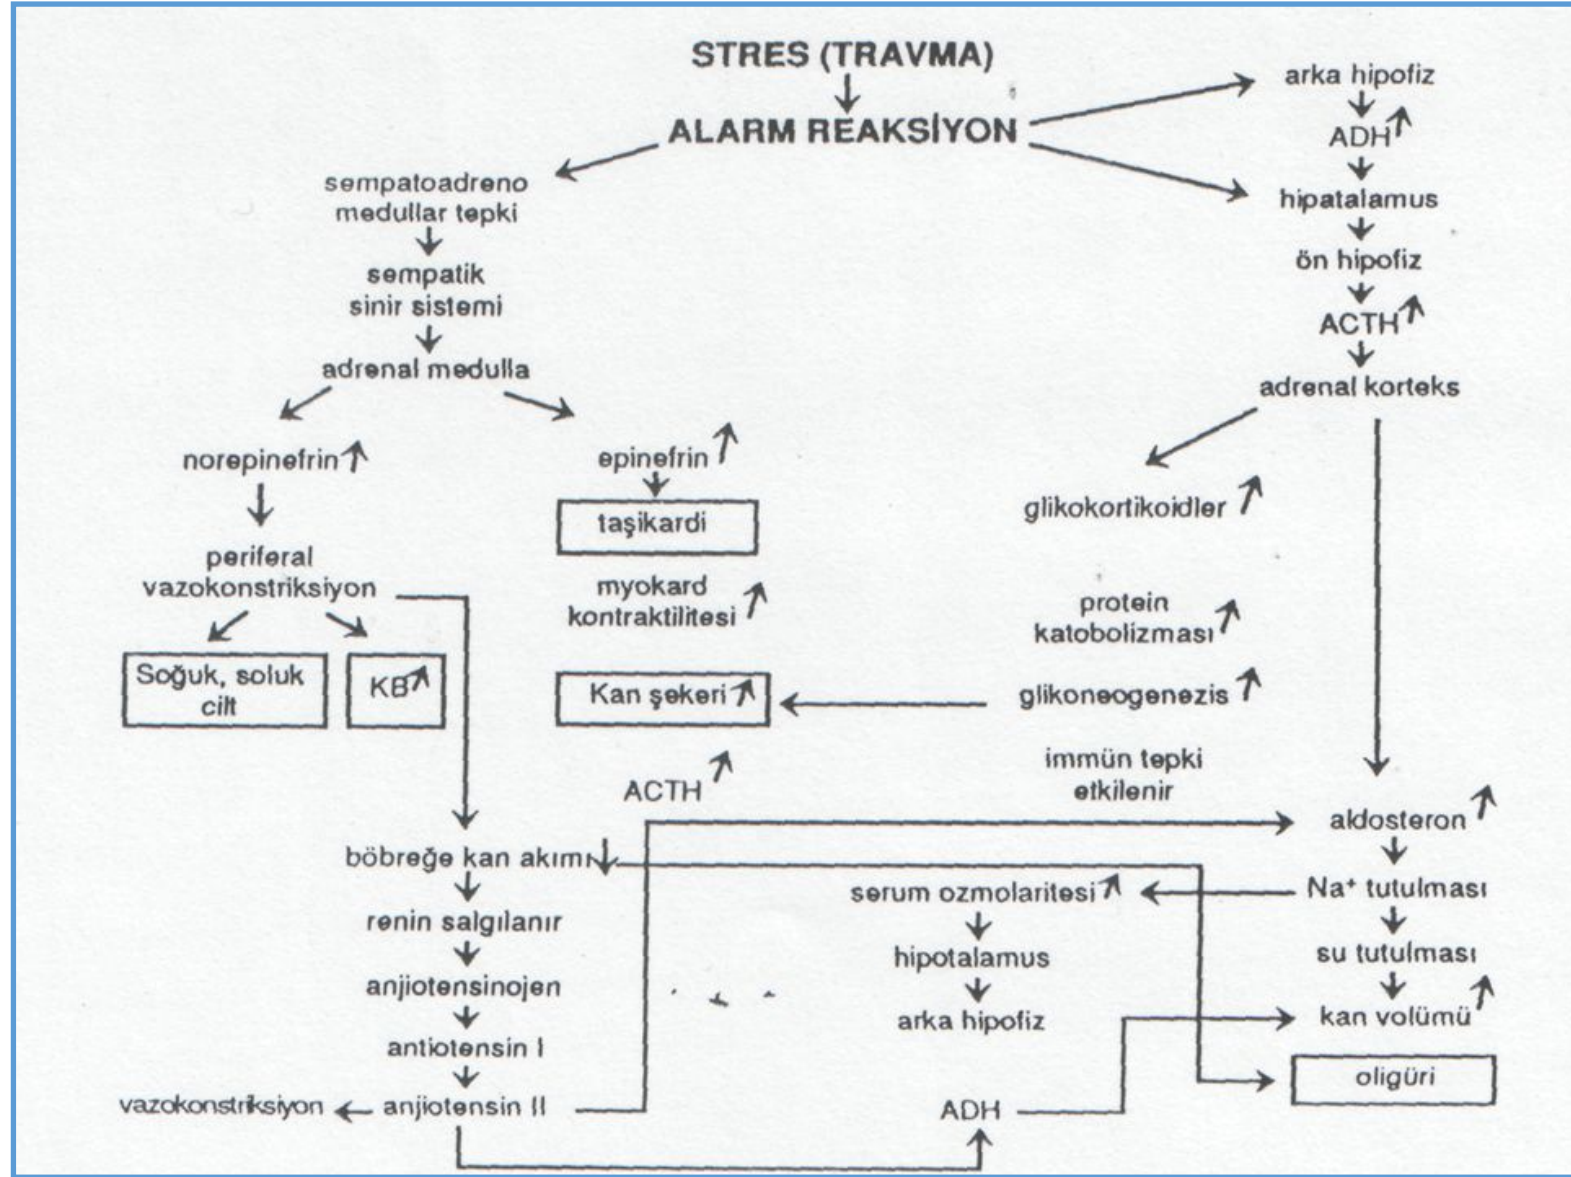 STRES (TRAVMA)
ALARM REAKSİYON
sempatoadreno
medullar tepki
sempatik
sinir sistemi
adrenal medulla
norepinefrin
periferal
vazokonstriksiyon
Soğuk, soluk
cilt
KB
epinefrin
taşikardi
myokard
kontraktilitesi
Kan şekeri
ACTH
böbreğe kan akımı
renin salgılanır
anjiotensinojen
antiotensin I
anjiotensin II
vazokonstriksiyon
arka hipofiz
ADH
hipatalamus
ön hipofiz
ACTH
adrenal korteks
glikokortikoidler
protein
katobolizması
glikoneogenezis
immün tepki
etkilenir
aldosteron
Na⁺ tutulması
su tutulması
kan volümü
oligüri
serum ozmolaritesi
hipotalamus
arka hipofiz
ADH